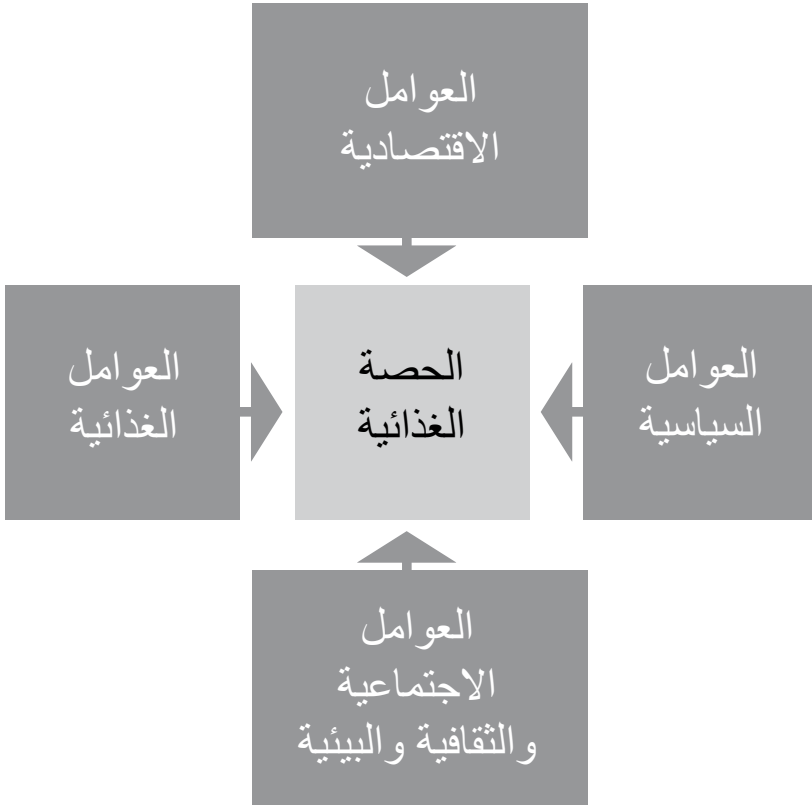 العوامل
الاقتصادية
العوامل
السياسية
الحصة
الغذائية
العوامل
الغذائية
العوامل
الاجتماعية
والثقافية والبيئية